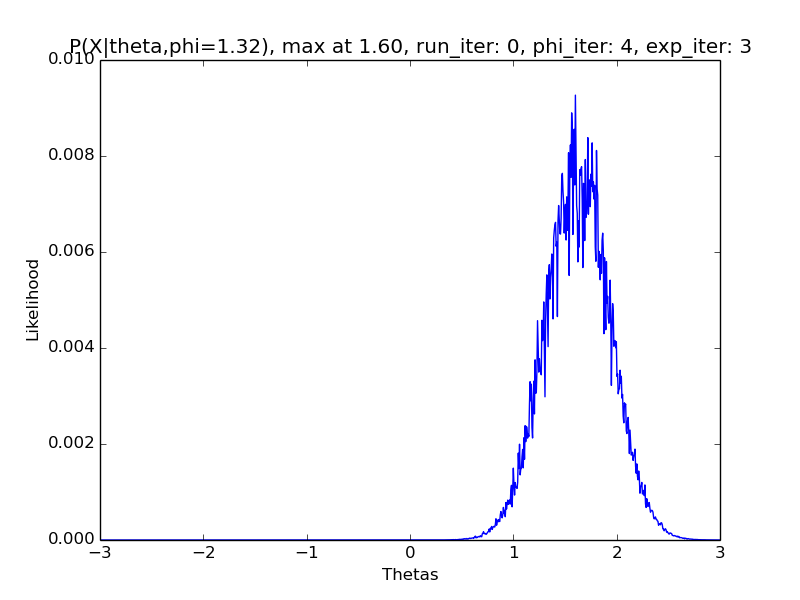 P(X|theta,phi=1.32), max at 1.60, run_iter: 0, phi_iter: 4, exp_iter: 3
0.010
0.008
0.006
0.004
0.002
0.000
Likelihood
−3 −2 −1 0 1 2 3
Thetas